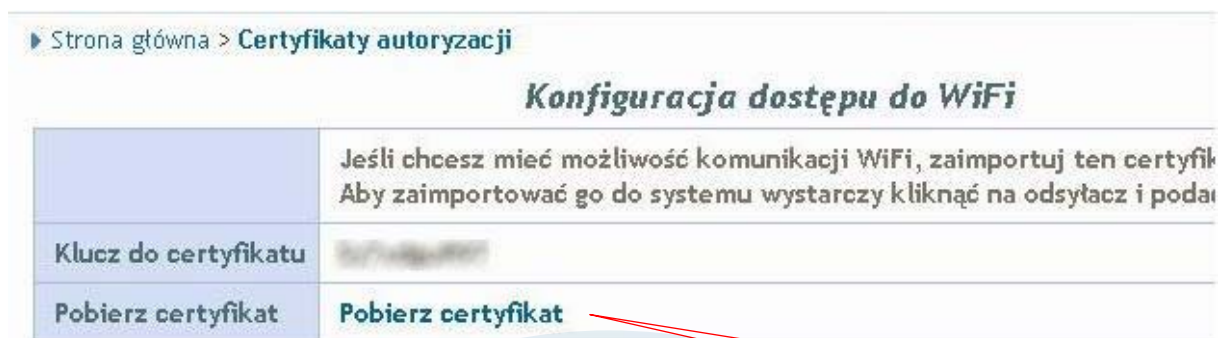 Strona główna > Certyfikaty autoryzacji
Konfiguracja dostępu do WiFi
Jeśli chcesz mieć możliwość komunikacji WiFi, zaimportuj ten certyfik
Aby zaimportować go do systemu wystarczy kliknąć na odsyłacz i poda
Klucz do certyfikatu
Pobierz certyfikat Pobierz certyfikat